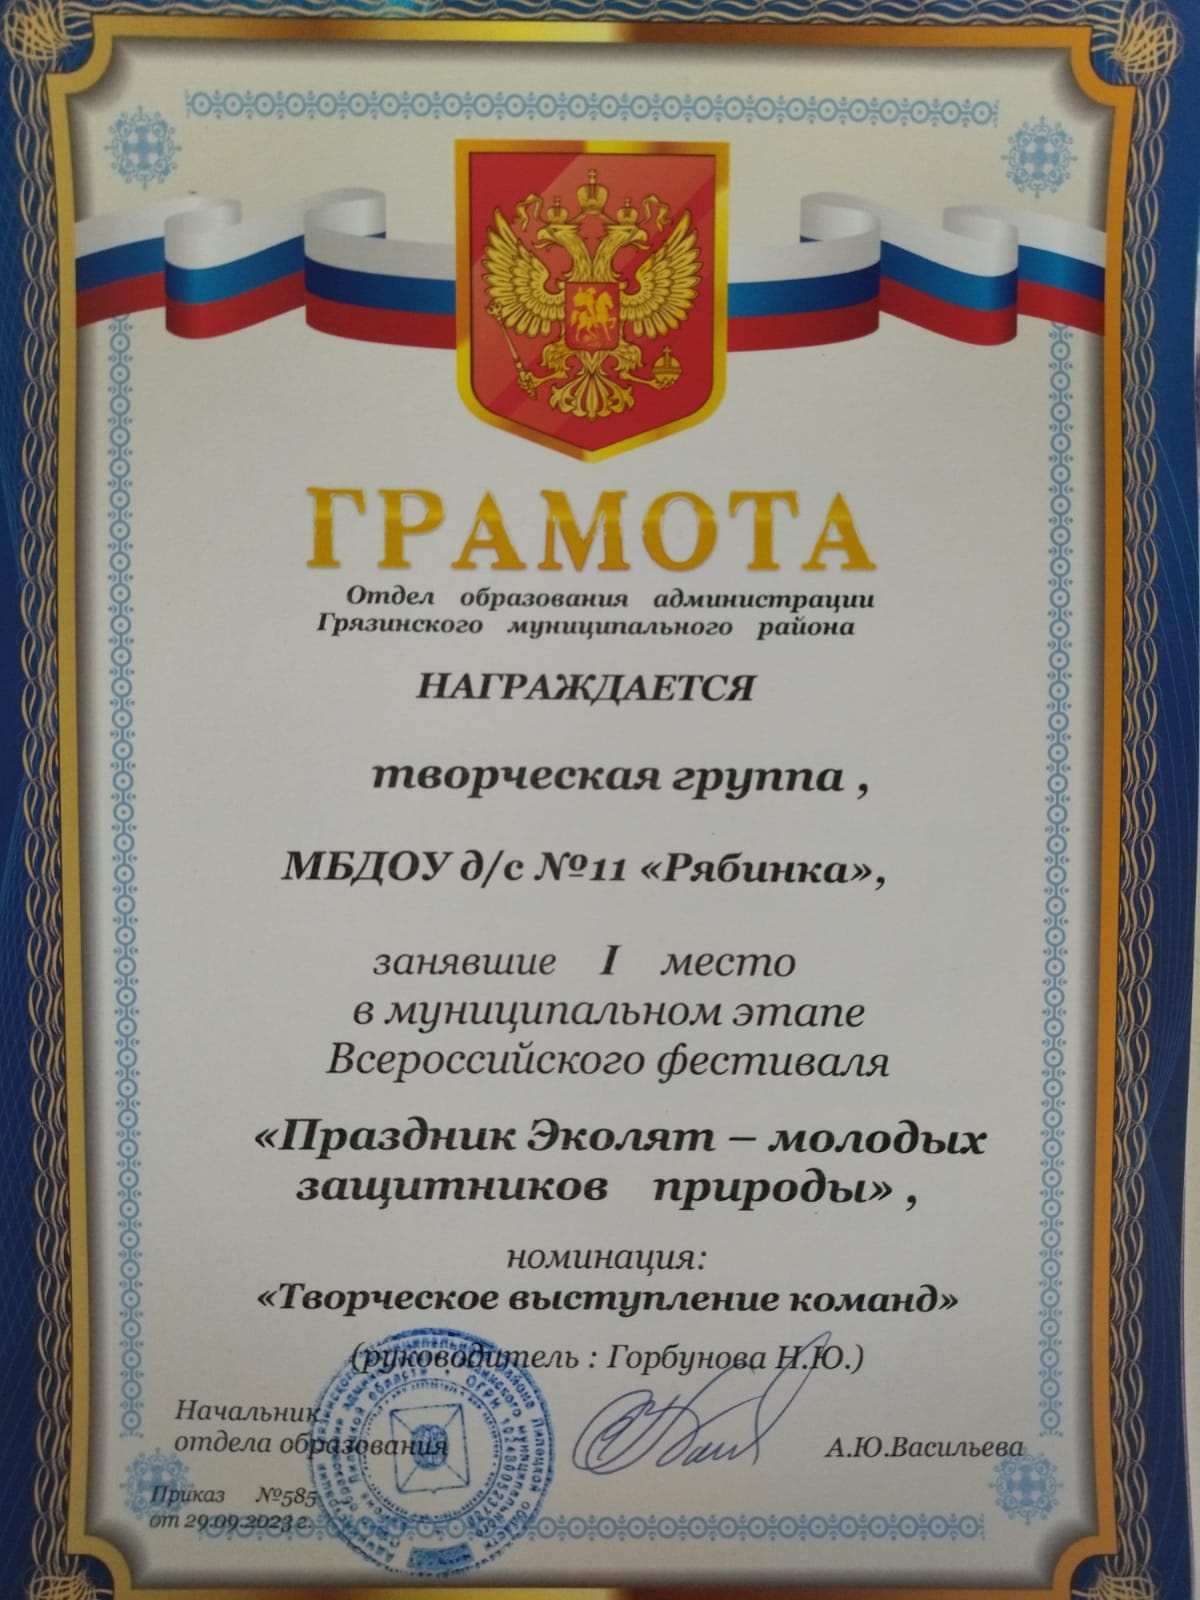 ГРАМОТА
Отдел образования администрации
Грязинского муниципального района
НАГРАЖДАЕТСЯ
творческая группа ,
МБДОУ д/с №11 «Рябинка»,
занявшие I место
в муниципальном этапе
Всероссийского фестиваля
«Праздник Эколят – молодых
защитников природы» ,
номинация:
«Творческое выступление команд»
(руководитель : Горбунова Н.Ю.)
Начальник
отдела образования
А.Ю.Васильева
Приказ №585
от 29.09.2023 г.